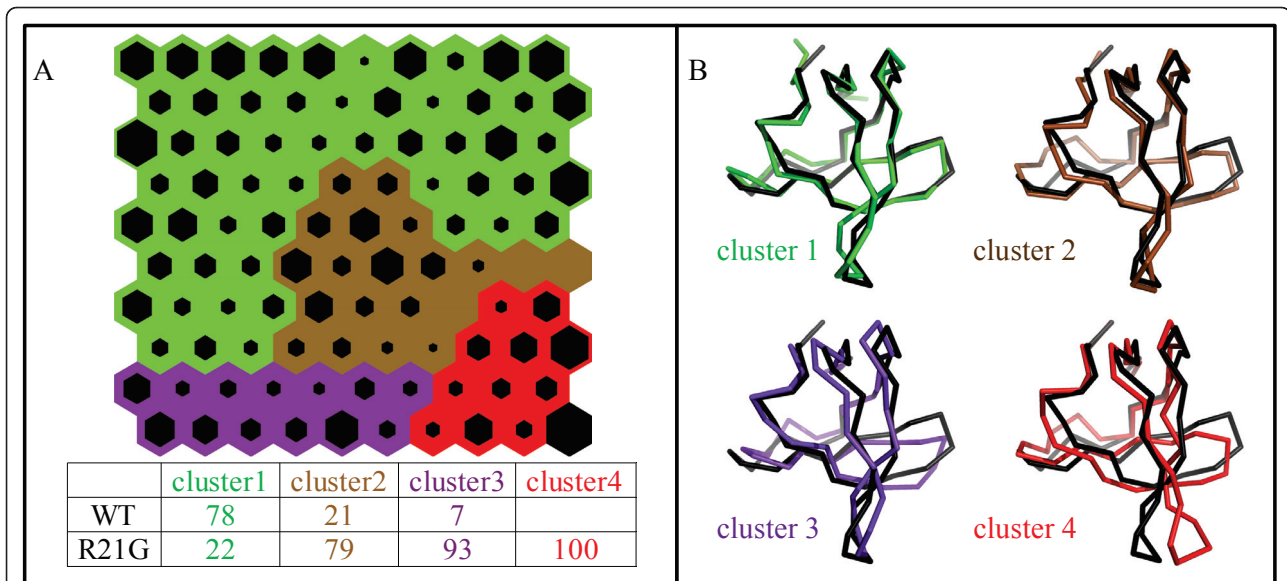 A
cluster1 cluster2 cluster3 cluster4
WT 78 21 7
R21G 22 79 93 100
B
cluster 1
cluster 2
cluster 3
cluster 4